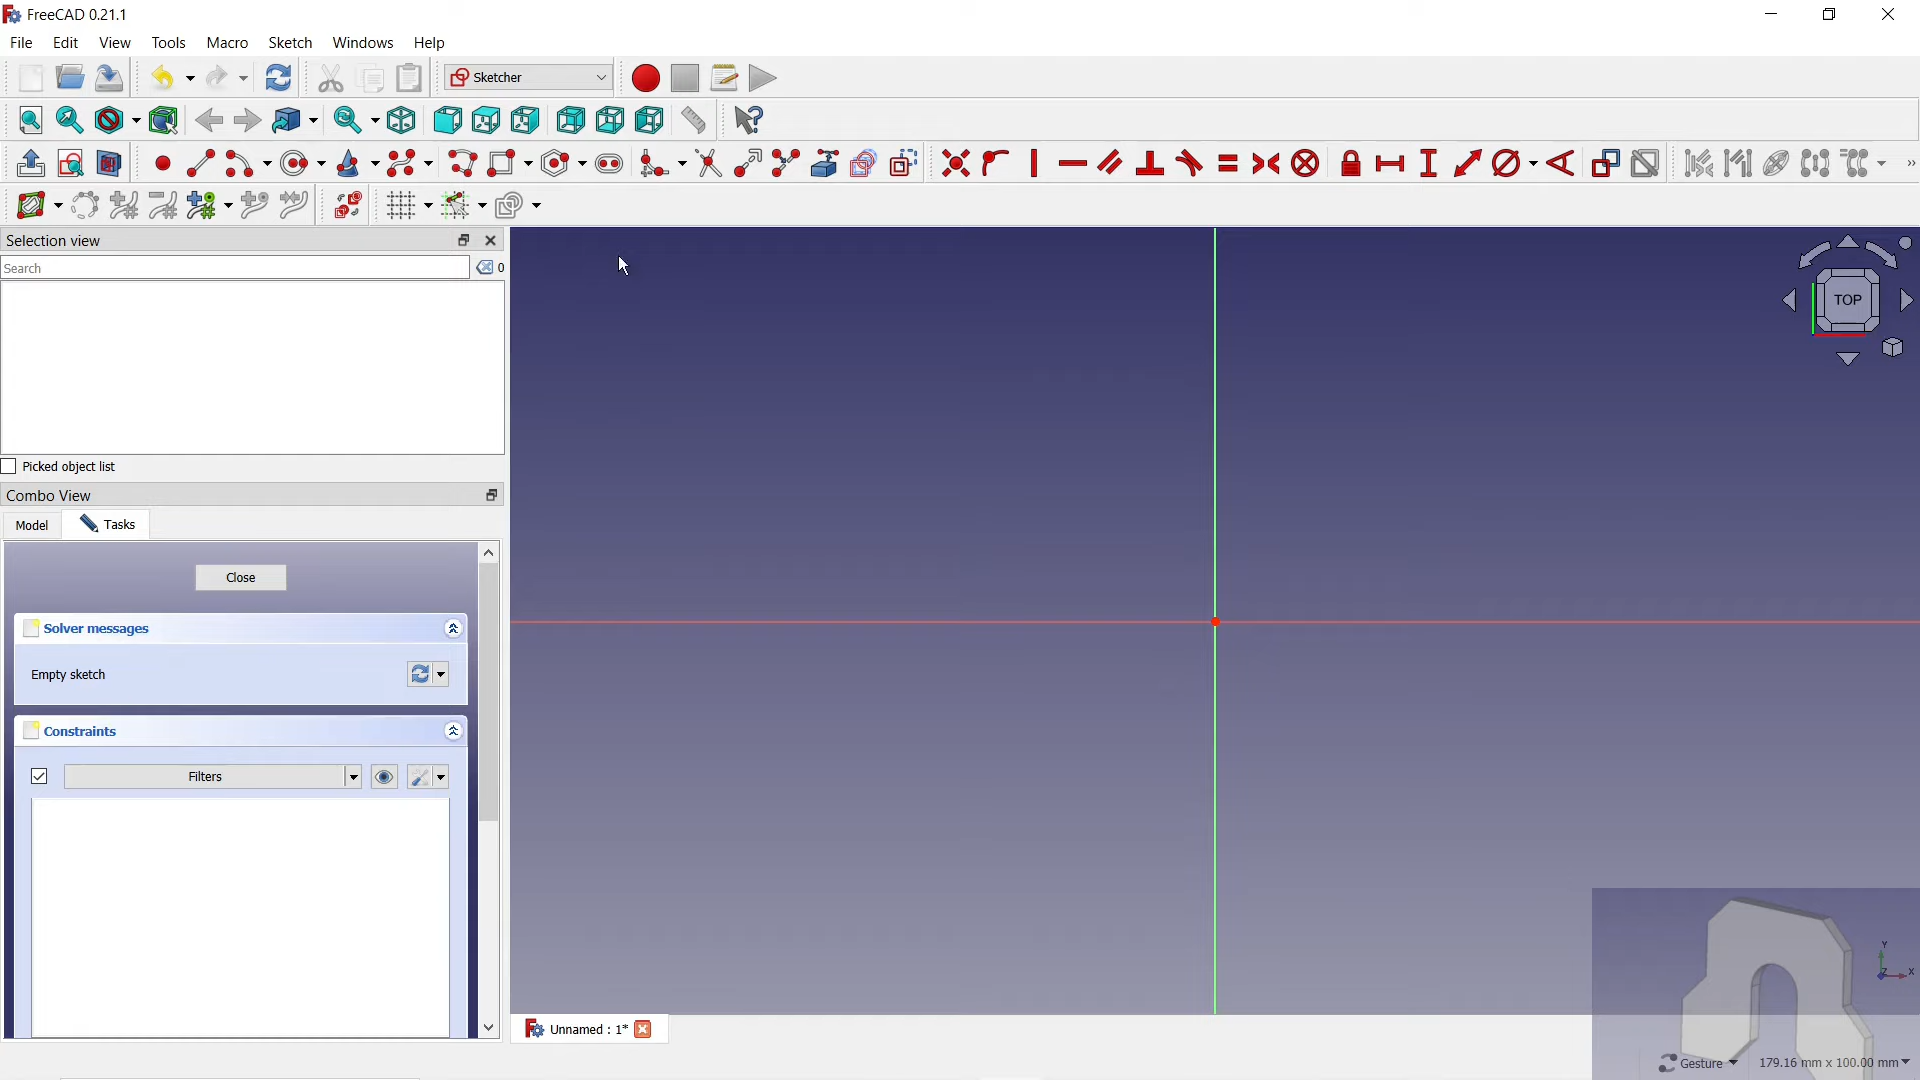 FreeCAD 0.21.1
File Edit View Tools Macro Sketch Windows Help
Sketcher
Selection view
Search
0
Picked object list
Combo View
Model Tasks
Close
Solver messages
Empty sketch
Constraints
Filters
TOP
Unnamed : 1*
Y
Z
X
Gesture 179.16 mm x 100.00 mm